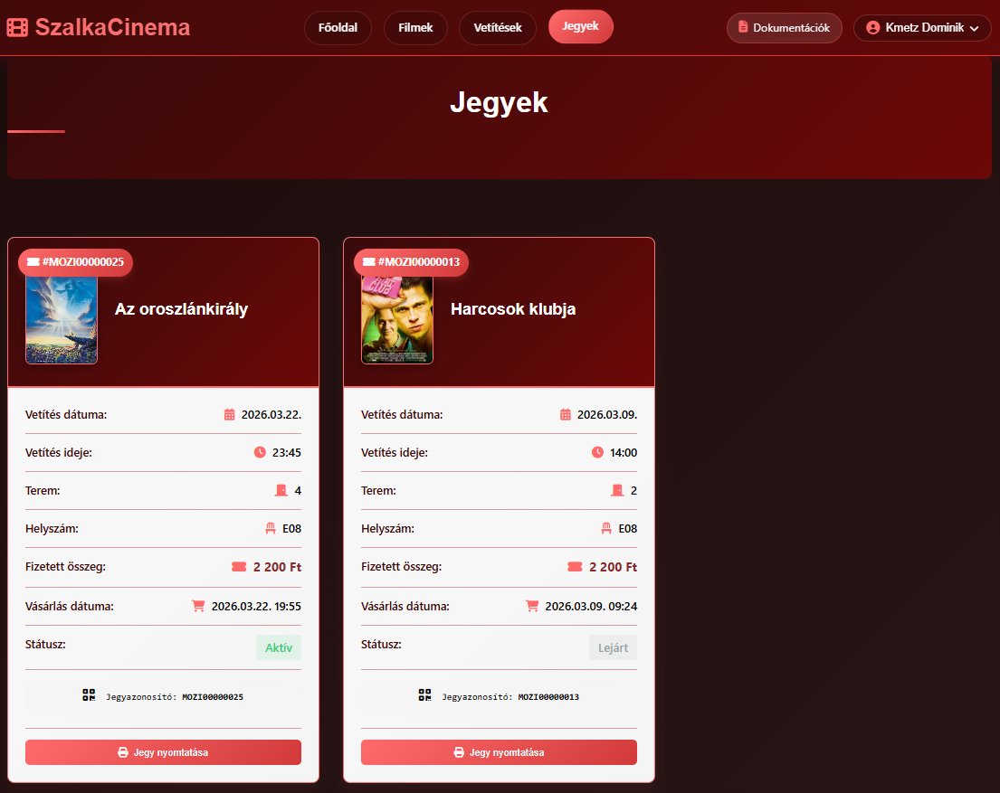 SzalkaCinema
Főoldal
Filmek
Vetítések
Jegyek
Dokumentációk
Kmetz Dominik
Jegyek
#MOZI00000025
Az oroszlánkirály
Vetítés dátuma: 2026.03.22.
Vetítés ideje: 23:45
Terem: 4
Helyszám: E08
Fizetett összeg: 2 200 Ft
Vásárlás dátuma: 2026.03.22. 19:55
Státusz: Aktív
Jegyazonosító: MOZI00000025
Jegy nyomtatása
#MOZI00000013
CLUB
Harcosok klubja
Vetítés dátuma: 2026.03.09.
Vetítés ideje: 14:00
Terem: 2
Helyszám: E08
Fizetett összeg: 2 200 Ft
Vásárlás dátuma: 2026.03.09. 09:24
Státusz: Lejárt
Jegyazonosító: MOZI00000013
Jegy nyomtatása